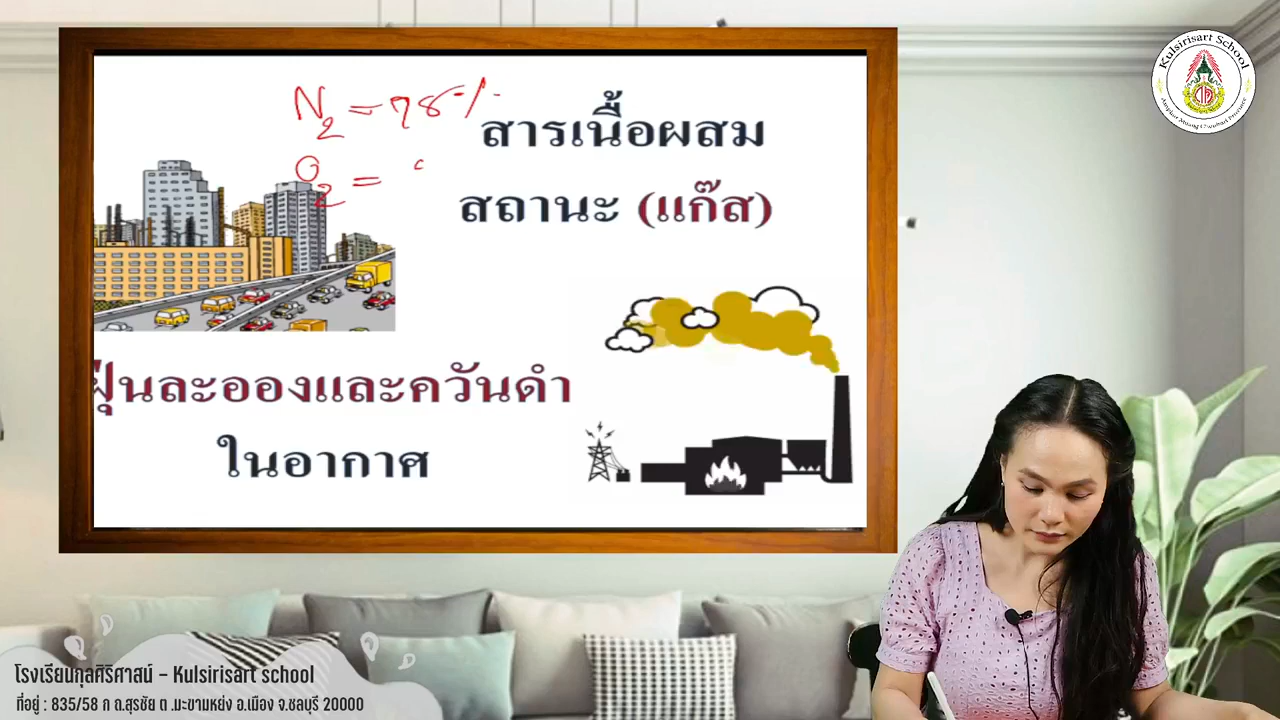 N₂ = 78%
สารเนื้อผสม
O₂ =
สถานะ (แก๊ส)
ฝุ่นละอองและควันดำ
ในอากาศ
Kulsirisart School
โรงเรียนกุลศิริศาสน์ - Kulsirisart school
ที่อยู่ : 835/58 ก ถ.สุรชัย ต .มะขามหย่ง อ.เมือง จ.ชลบุรี 20000